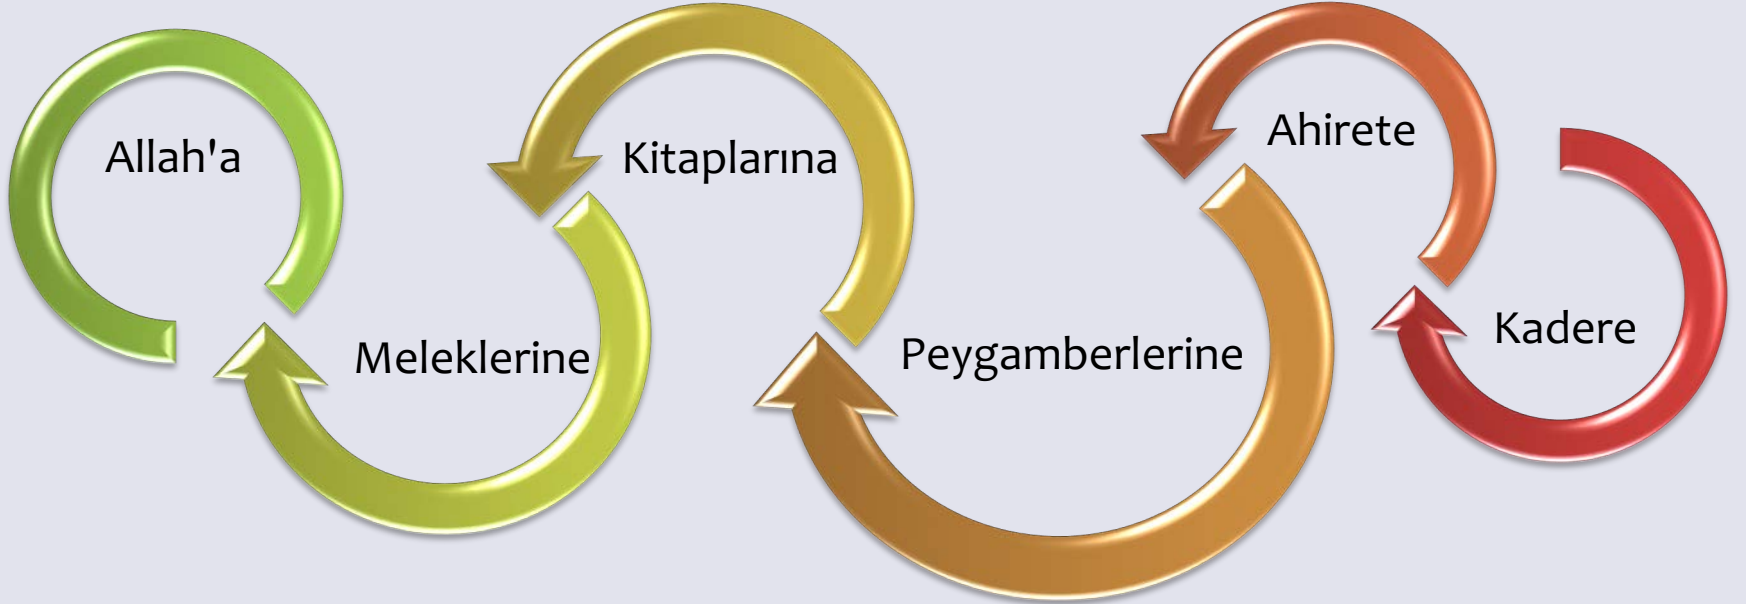 Allah'a
Meleklerine
Kitaplarına
Peygamberlerine
Ahirete
Kadere